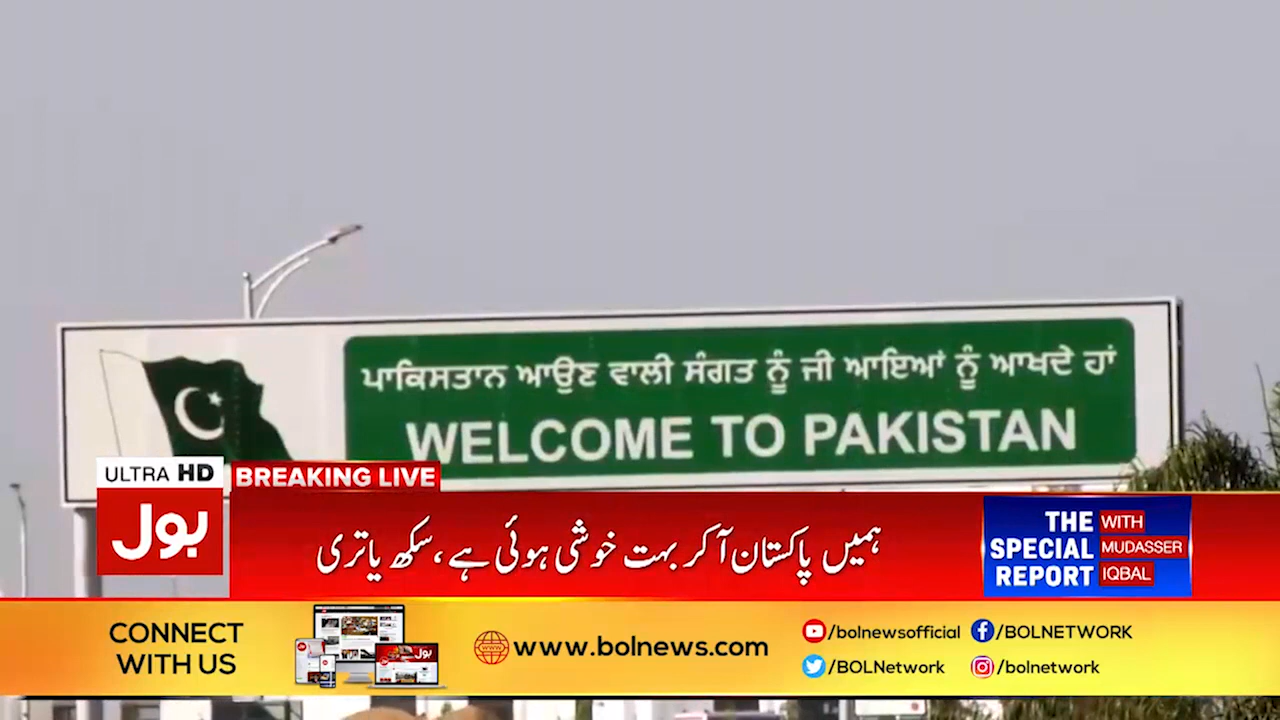 ਪਾਕਿਸਤਾਨ ਆਉਣ ਵਾਲੀ ਸੰਗਤ ਨੂੰ ਜੀ ਆਇਆਂ ਨੂੰ ਆਖਦੇ ਹਾਂ
WELCOME TO PAKISTAN
ULTRA HD
BREAKING LIVE
بول
ہمیں پاکستان آکر بہت خوشی ہوئی ہے، سکھ یاتری
THE SPECIAL REPORT
WITH MUDASSER IQBAL
CONNECT WITH US
www.bolnews.com
/bolnewsofficial
/BOLNETWORK
/BOLNetwork
/bolnetwork